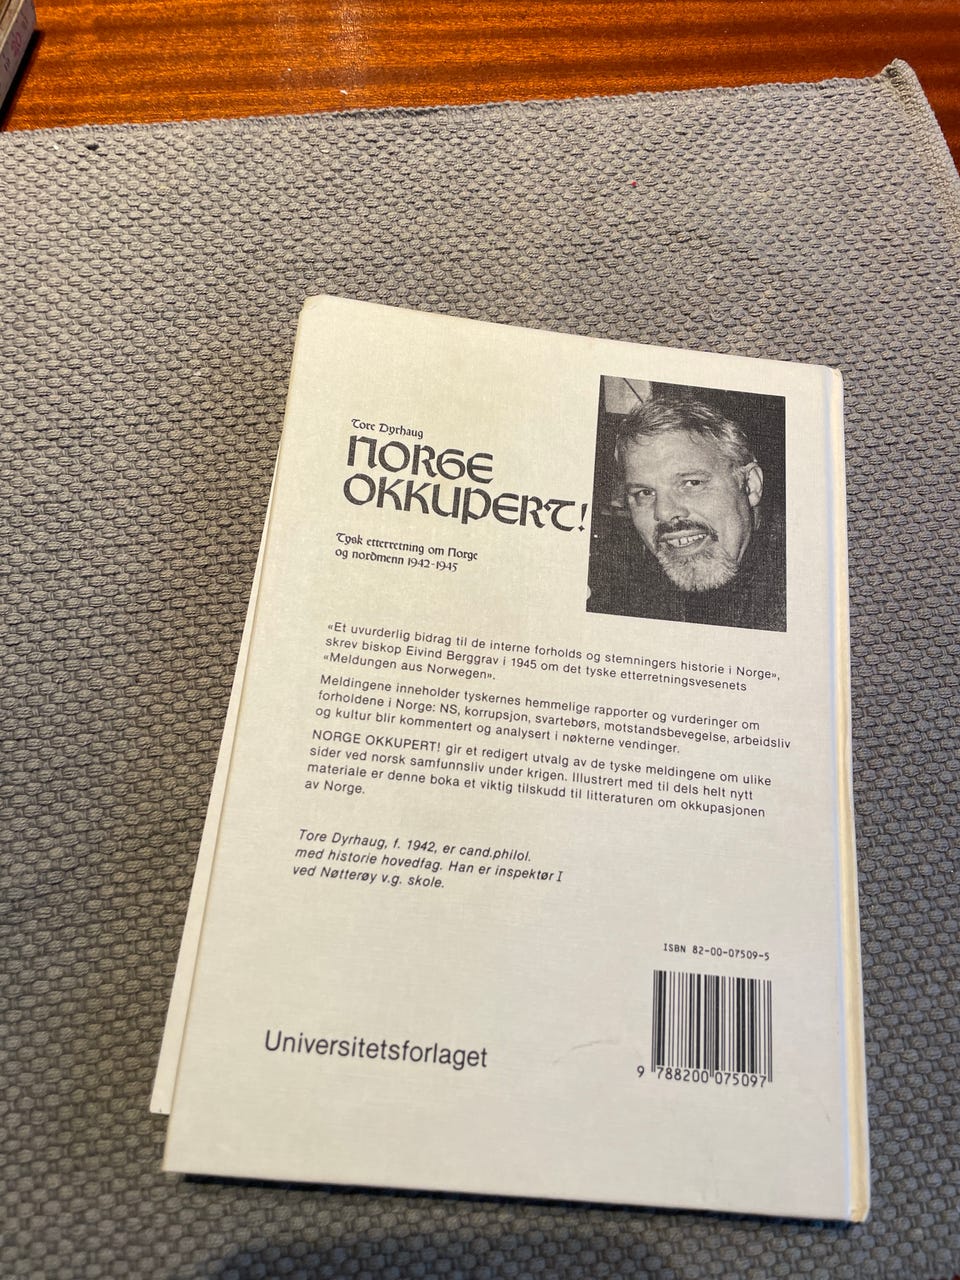 Tore Dyrhaug
NORGE
OKKUPERT!
Tysk etterretning om Norge
og nordmenn 1942-1945
«Et uvurderlig bidrag til de interne forholds og stemningers historie i Norge»,
skrev biskop Eivind Berggrav i 1945 om det tyske etterretningsvesenets
«Meldungen aus Norwegen».
Meldingene inneholder tyskernes hemmelige rapporter og vurderinger om
forholdene i Norge: NS, korrupsjon, svartebørs, motstandsbevegelse, arbeidsliv
og kultur blir kommentert og analysert i nøkterne vendinger.
NORGE OKKUPERT! gir et redigert utvalg av de tyske meldingene om ulike
sider ved norsk samfunnsliv under krigen. Illustrert med til dels helt nytt
materiale er denne boka et viktig tilskudd til litteraturen om okkupasjonen
av Norge.
Tore Dyrhaug, f. 1942, er cand.philol.
med historie hovedfag. Han er inspektør I
ved Nøtterøy v.g. skole.
ISBN 82-00-07509-5
9 788200 075097
Universitetsforlaget